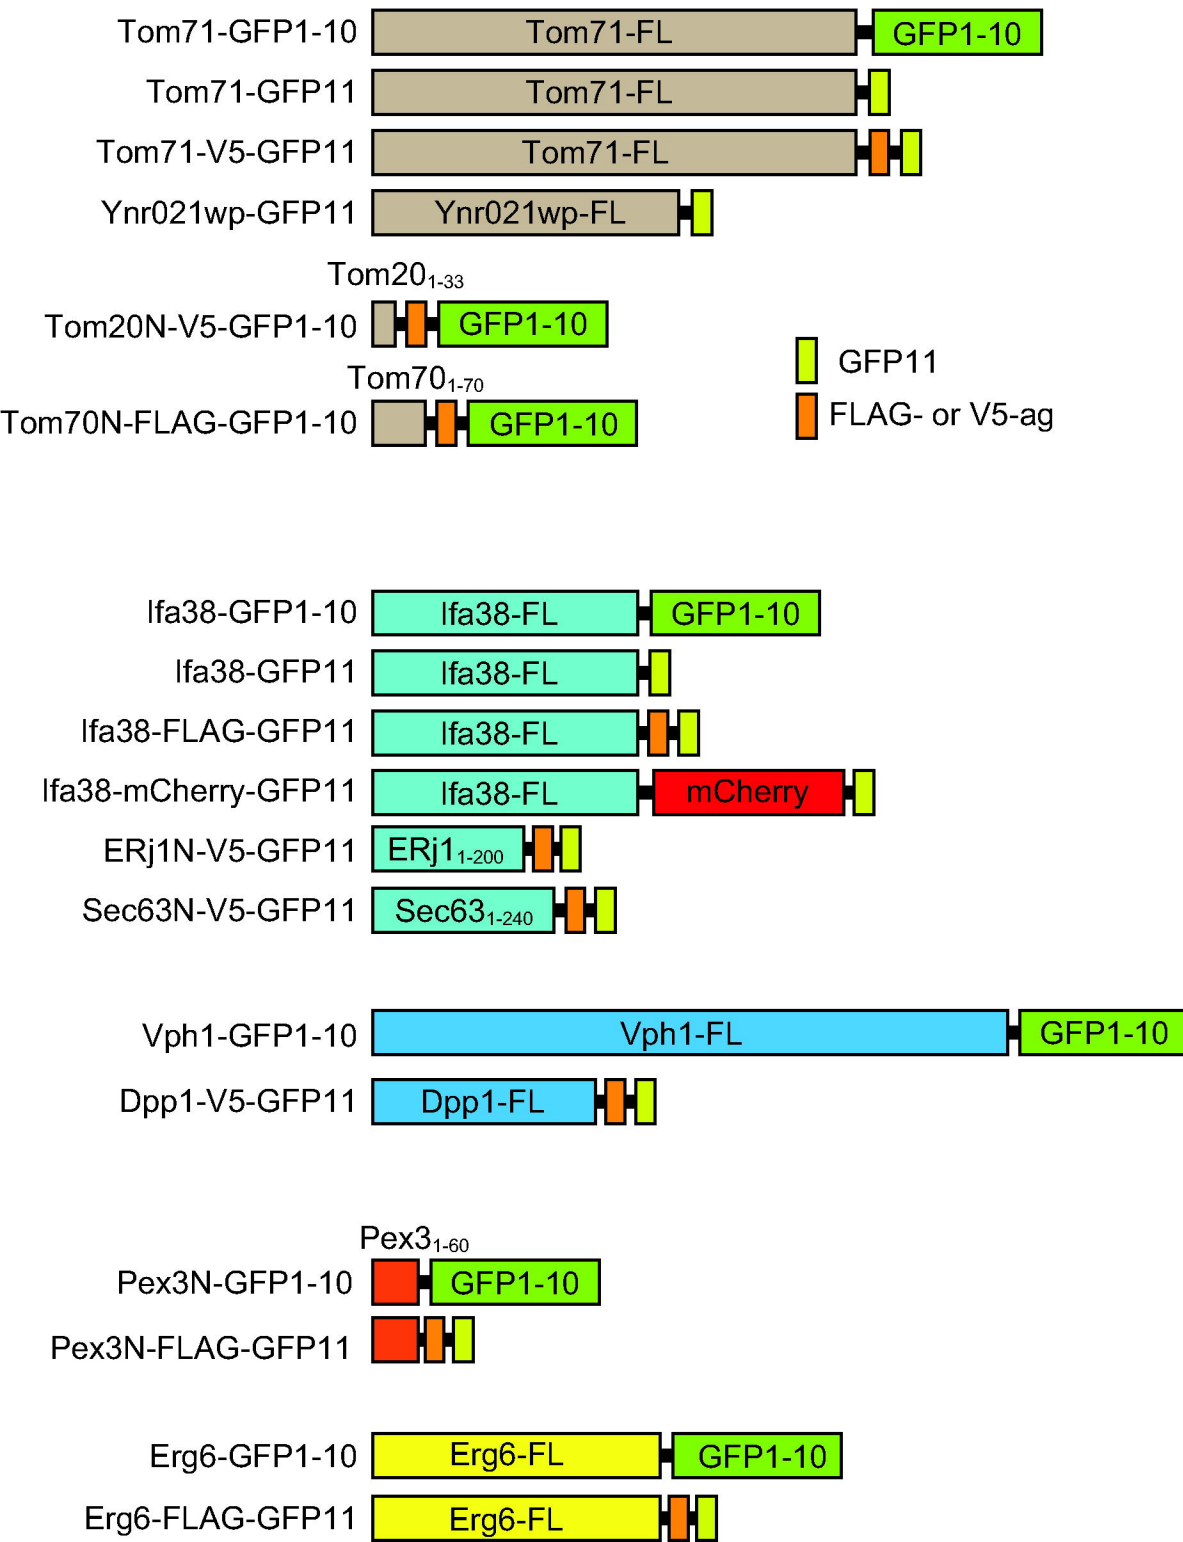 Tom71-GFP1-10 Tom71-FL GFP1-10
Tom71-GFP11 Tom71-FL
Tom71-V5-GFP11 Tom71-FL
Ynr021wp-GFP11 Ynr021wp-FL
Tom20₁₋₃₃
Tom20N-V5-GFP1-10 GFP1-10
GFP11
Tom70₁₋₇₀
Tom70N-FLAG-GFP1-10 GFP1-10
FLAG- or V5-ag
Ifa38-GFP1-10 Ifa38-FL GFP1-10
Ifa38-GFP11 Ifa38-FL
Ifa38-FLAG-GFP11 Ifa38-FL
Ifa38-mCherry-GFP11 Ifa38-FL mCherry
ERj1N-V5-GFP11 ERj1₁₋₂₀₀
Sec63N-V5-GFP11 Sec63₁₋₂₄₀
Vph1-GFP1-10 Vph1-FL GFP1-10
Dpp1-V5-GFP11 Dpp1-FL
Pex3₁₋₆₀
Pex3N-GFP1-10 GFP1-10
Pex3N-FLAG-GFP11
Erg6-GFP1-10 Erg6-FL GFP1-10
Erg6-FLAG-GFP11 Erg6-FL